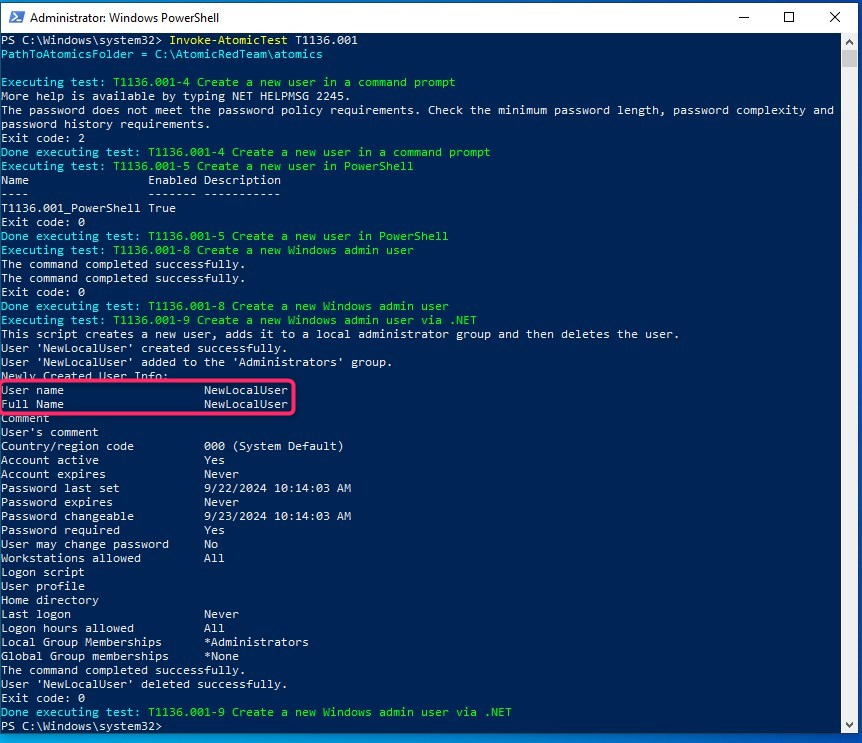 Administrator: Windows PowerShell
PS C:\Windows\system32> Invoke-AtomicTest T1136.001
PathToAtomicsFolder = C:\AtomicRedTeam\atomics
Executing test: T1136.001-4 Create a new user in a command prompt
More help is available by typing NET HELPMSG 2245.
The password does not meet the password policy requirements. Check the minimum password length, password complexity and
password history requirements.
Exit code: 2
Done executing test: T1136.001-4 Create a new user in a command prompt
Executing test: T1136.001-5 Create a new user in PowerShell
Name                 Enabled Description
----                 ------- -----------
T1136.001_PowerShell True
Exit code: 0
Done executing test: T1136.001-5 Create a new user in PowerShell
Executing test: T1136.001-8 Create a new Windows admin user
The command completed successfully.
The command completed successfully.
Exit code: 0
Done executing test: T1136.001-8 Create a new Windows admin user
Executing test: T1136.001-9 Create a new Windows admin user via .NET
This script creates a new user, adds it to a local administrator group and then deletes the user.
User 'NewLocalUser' created successfully.
User 'NewLocalUser' added to the 'Administrators' group.
Newly Created User Info:
User name                    NewLocalUser
Full Name                    NewLocalUser
Comment
User's comment
Country/region code          000 (System Default)
Account active               Yes
Account expires              Never
Password last set            9/22/2024 10:14:03 AM
Password expires             Never
Password changeable          9/23/2024 10:14:03 AM
Password required            Yes
User may change password     No
Workstations allowed         All
Logon script
User profile
Home directory
Last logon                   Never
Logon hours allowed          All
Local Group Memberships      *Administrators
Global Group memberships     *None
The command completed successfully.
User 'NewLocalUser' deleted successfully.
Exit code: 0
Done executing test: T1136.001-9 Create a new Windows admin user via .NET
PS C:\Windows\system32>